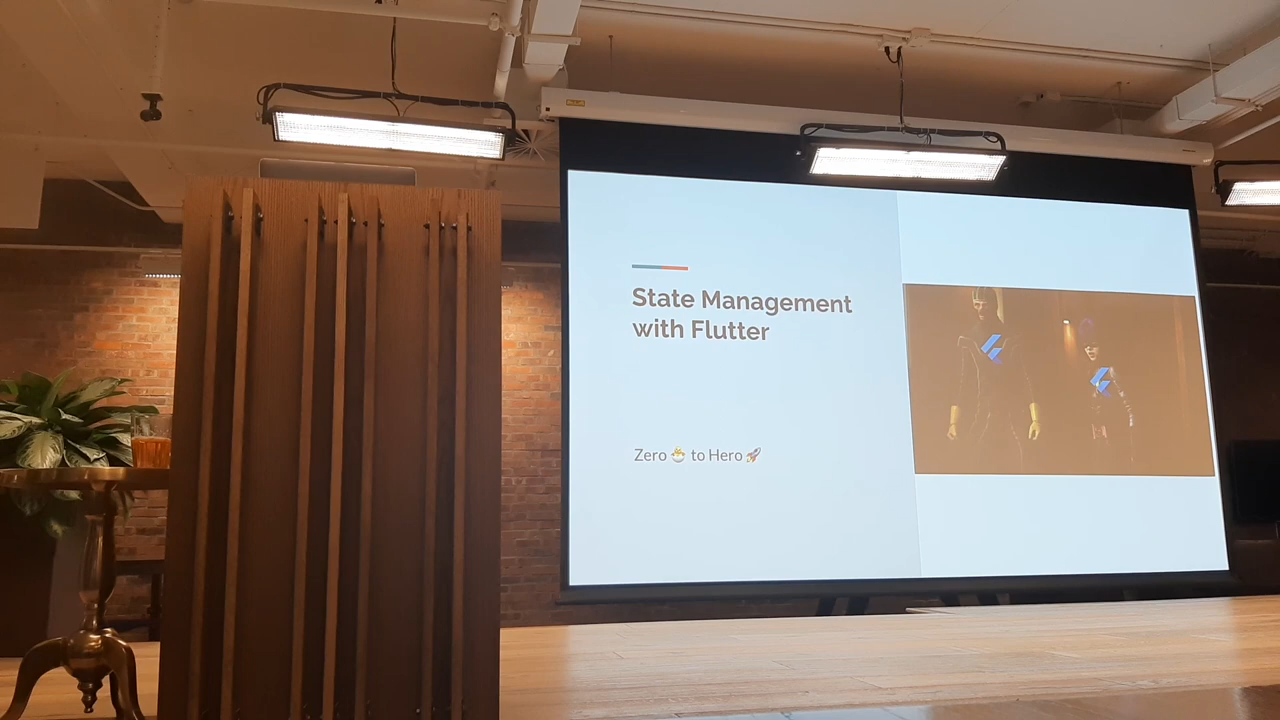 State Management
with Flutter
Zero 🐣 to Hero 🚀